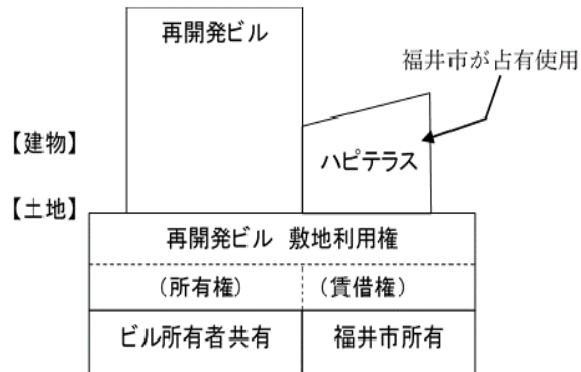 再開発ビル
福井市が占有使用
【建物】
ハピテラス
【土地】
再開発ビル 敷地利用権
(所有権) (賃借権)
ビル所有者共有 福井市所有